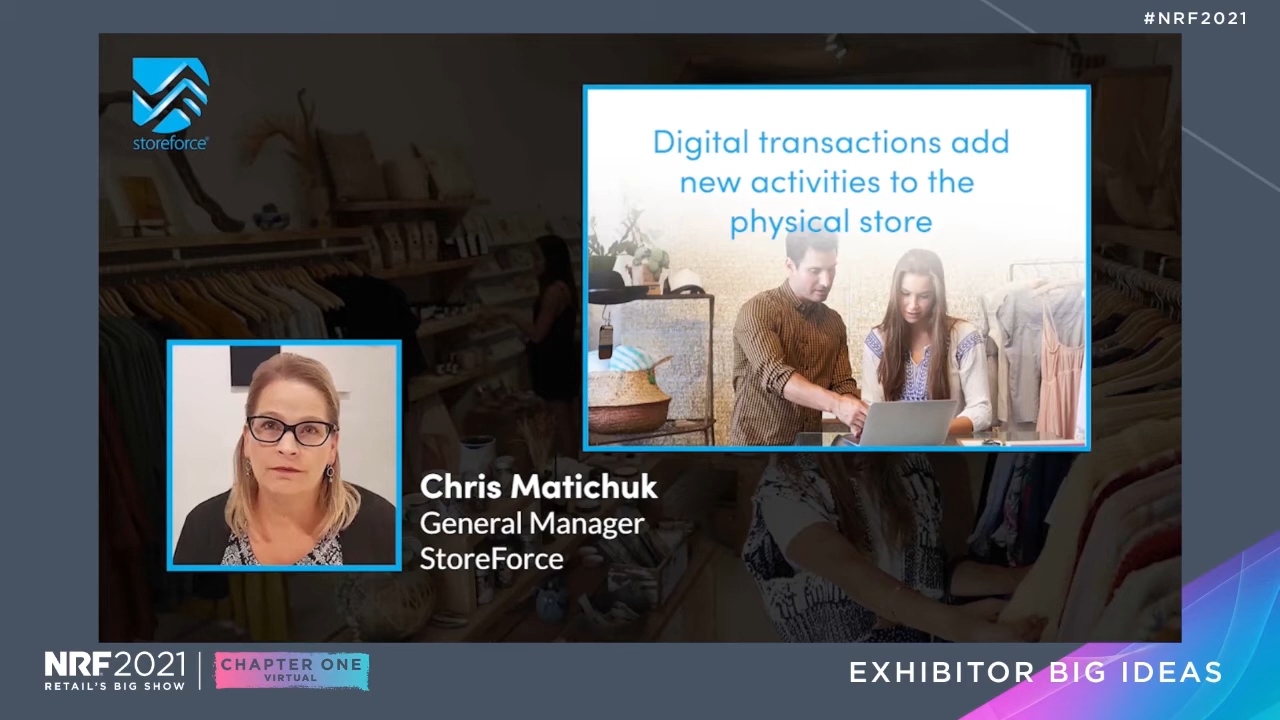 #NRF2021
storeforce®
Digital transactions add
new activities to the
physical store
Chris Matichuk
General Manager
StoreForce
NRF 2021
RETAIL'S BIG SHOW
CHAPTER ONE
VIRTUAL
EXHIBITOR BIG IDEAS